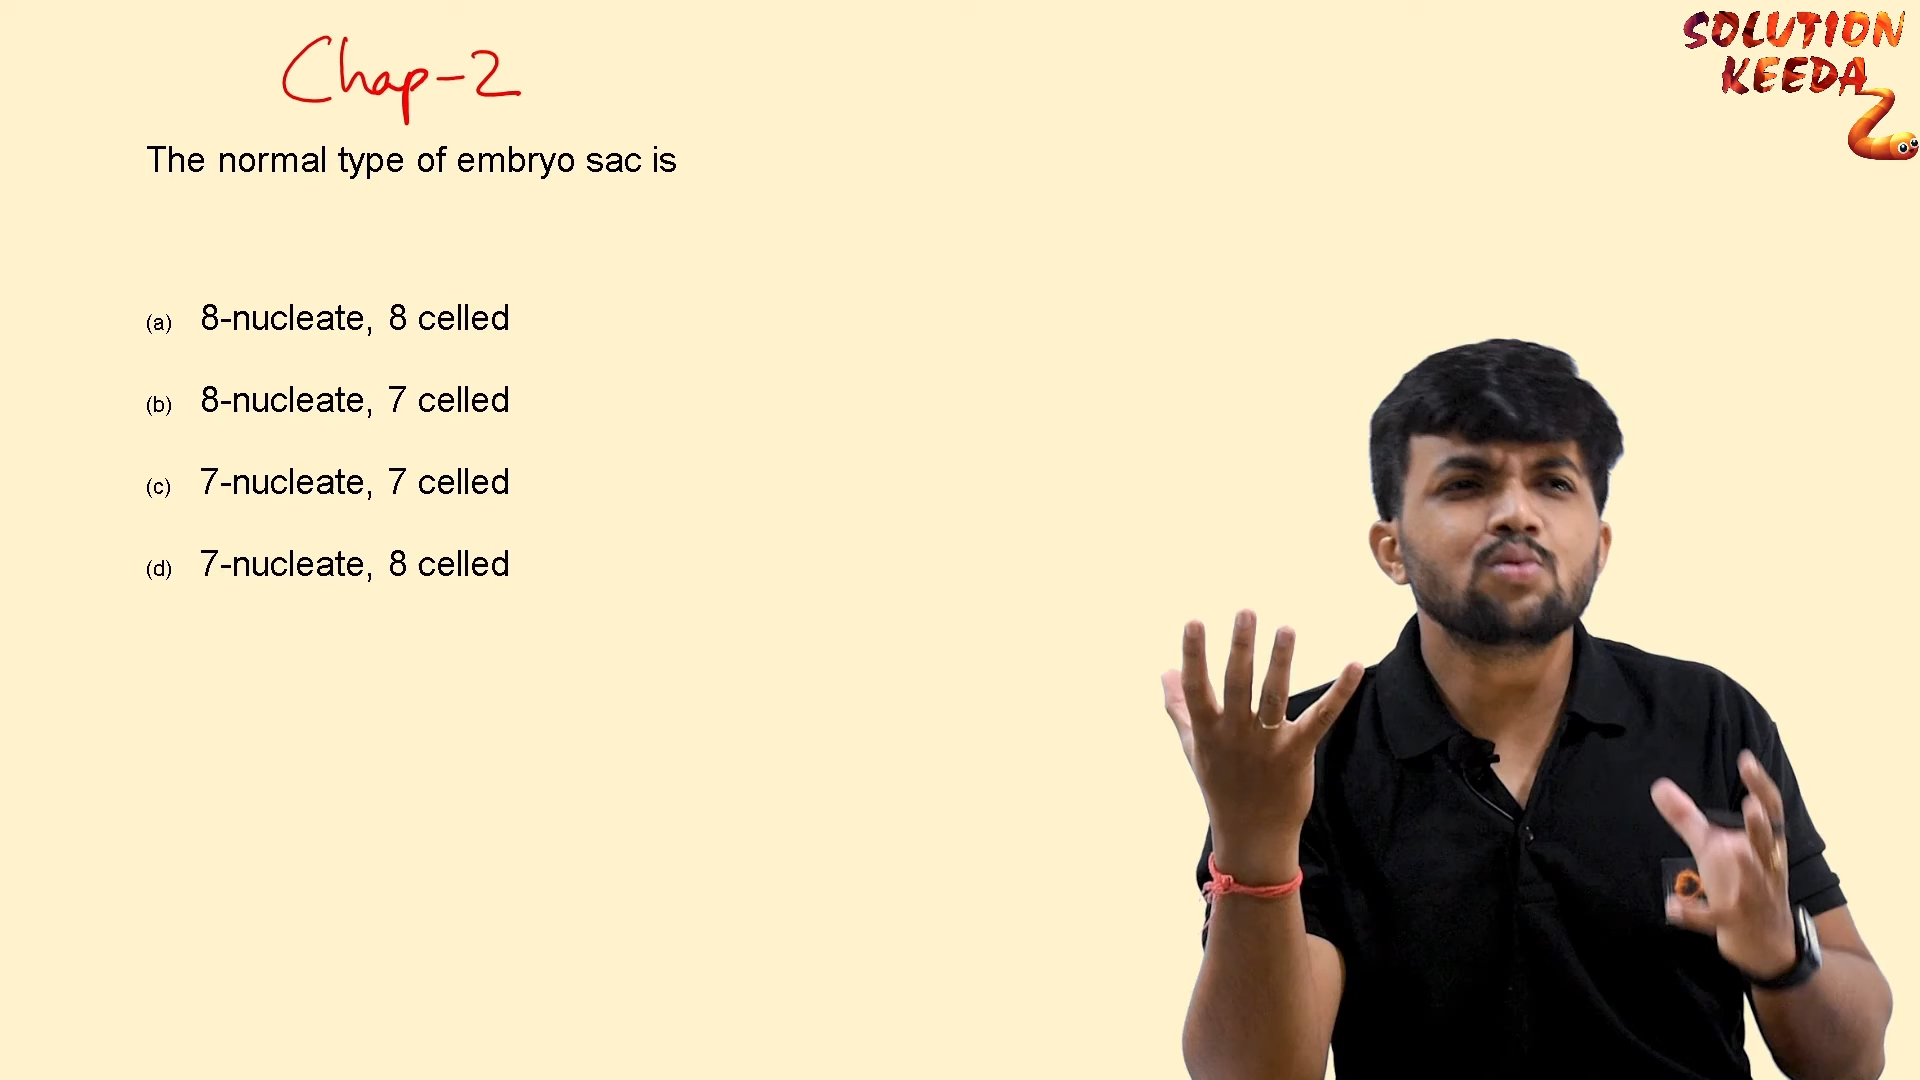 SOLUTION
KEEDA
Chap-2
The normal type of embryo sac is
(a) 8-nucleate, 8 celled
(b) 8-nucleate, 7 celled
(c) 7-nucleate, 7 celled
(d) 7-nucleate, 8 celled